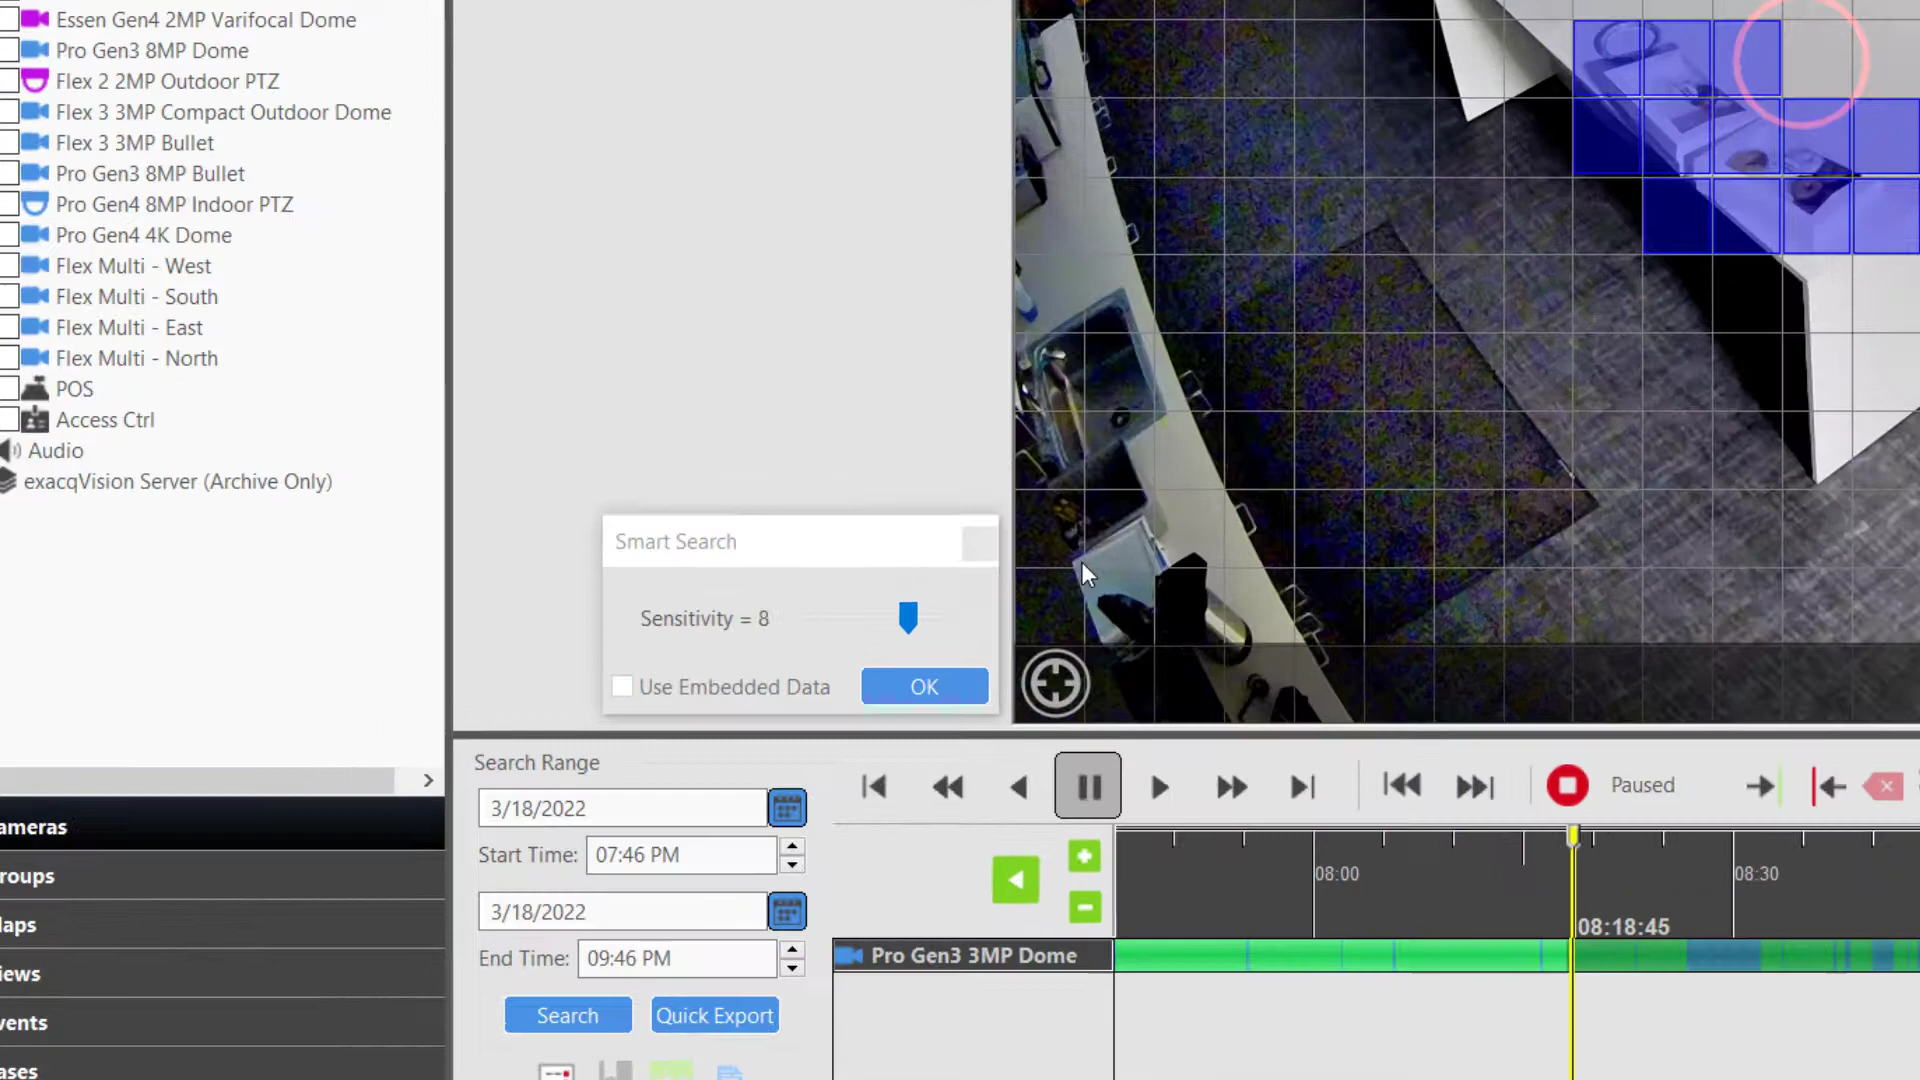 Essen Gen4 2MP Varifocal Dome
Pro Gen3 8MP Dome
Flex 2 2MP Outdoor PTZ
Flex 3 3MP Compact Outdoor Dome
Flex 3 3MP Bullet
Pro Gen3 8MP Bullet
Pro Gen4 8MP Indoor PTZ
Pro Gen4 4K Dome
Flex Multi - West
Flex Multi - South
Flex Multi - East
Flex Multi - North
POS
Access Ctrl
Audio
exacqVision Server (Archive Only)
ameras
roups
laps
iews
vents
ases
Smart Search
Sensitivity = 8
Use Embedded Data
OK
Search Range
3/18/2022
Start Time: 07:46 PM
3/18/2022
End Time: 09:46 PM
Search
Quick Export
Paused
08:00
08:30
08:18:45
Pro Gen3 3MP Dome